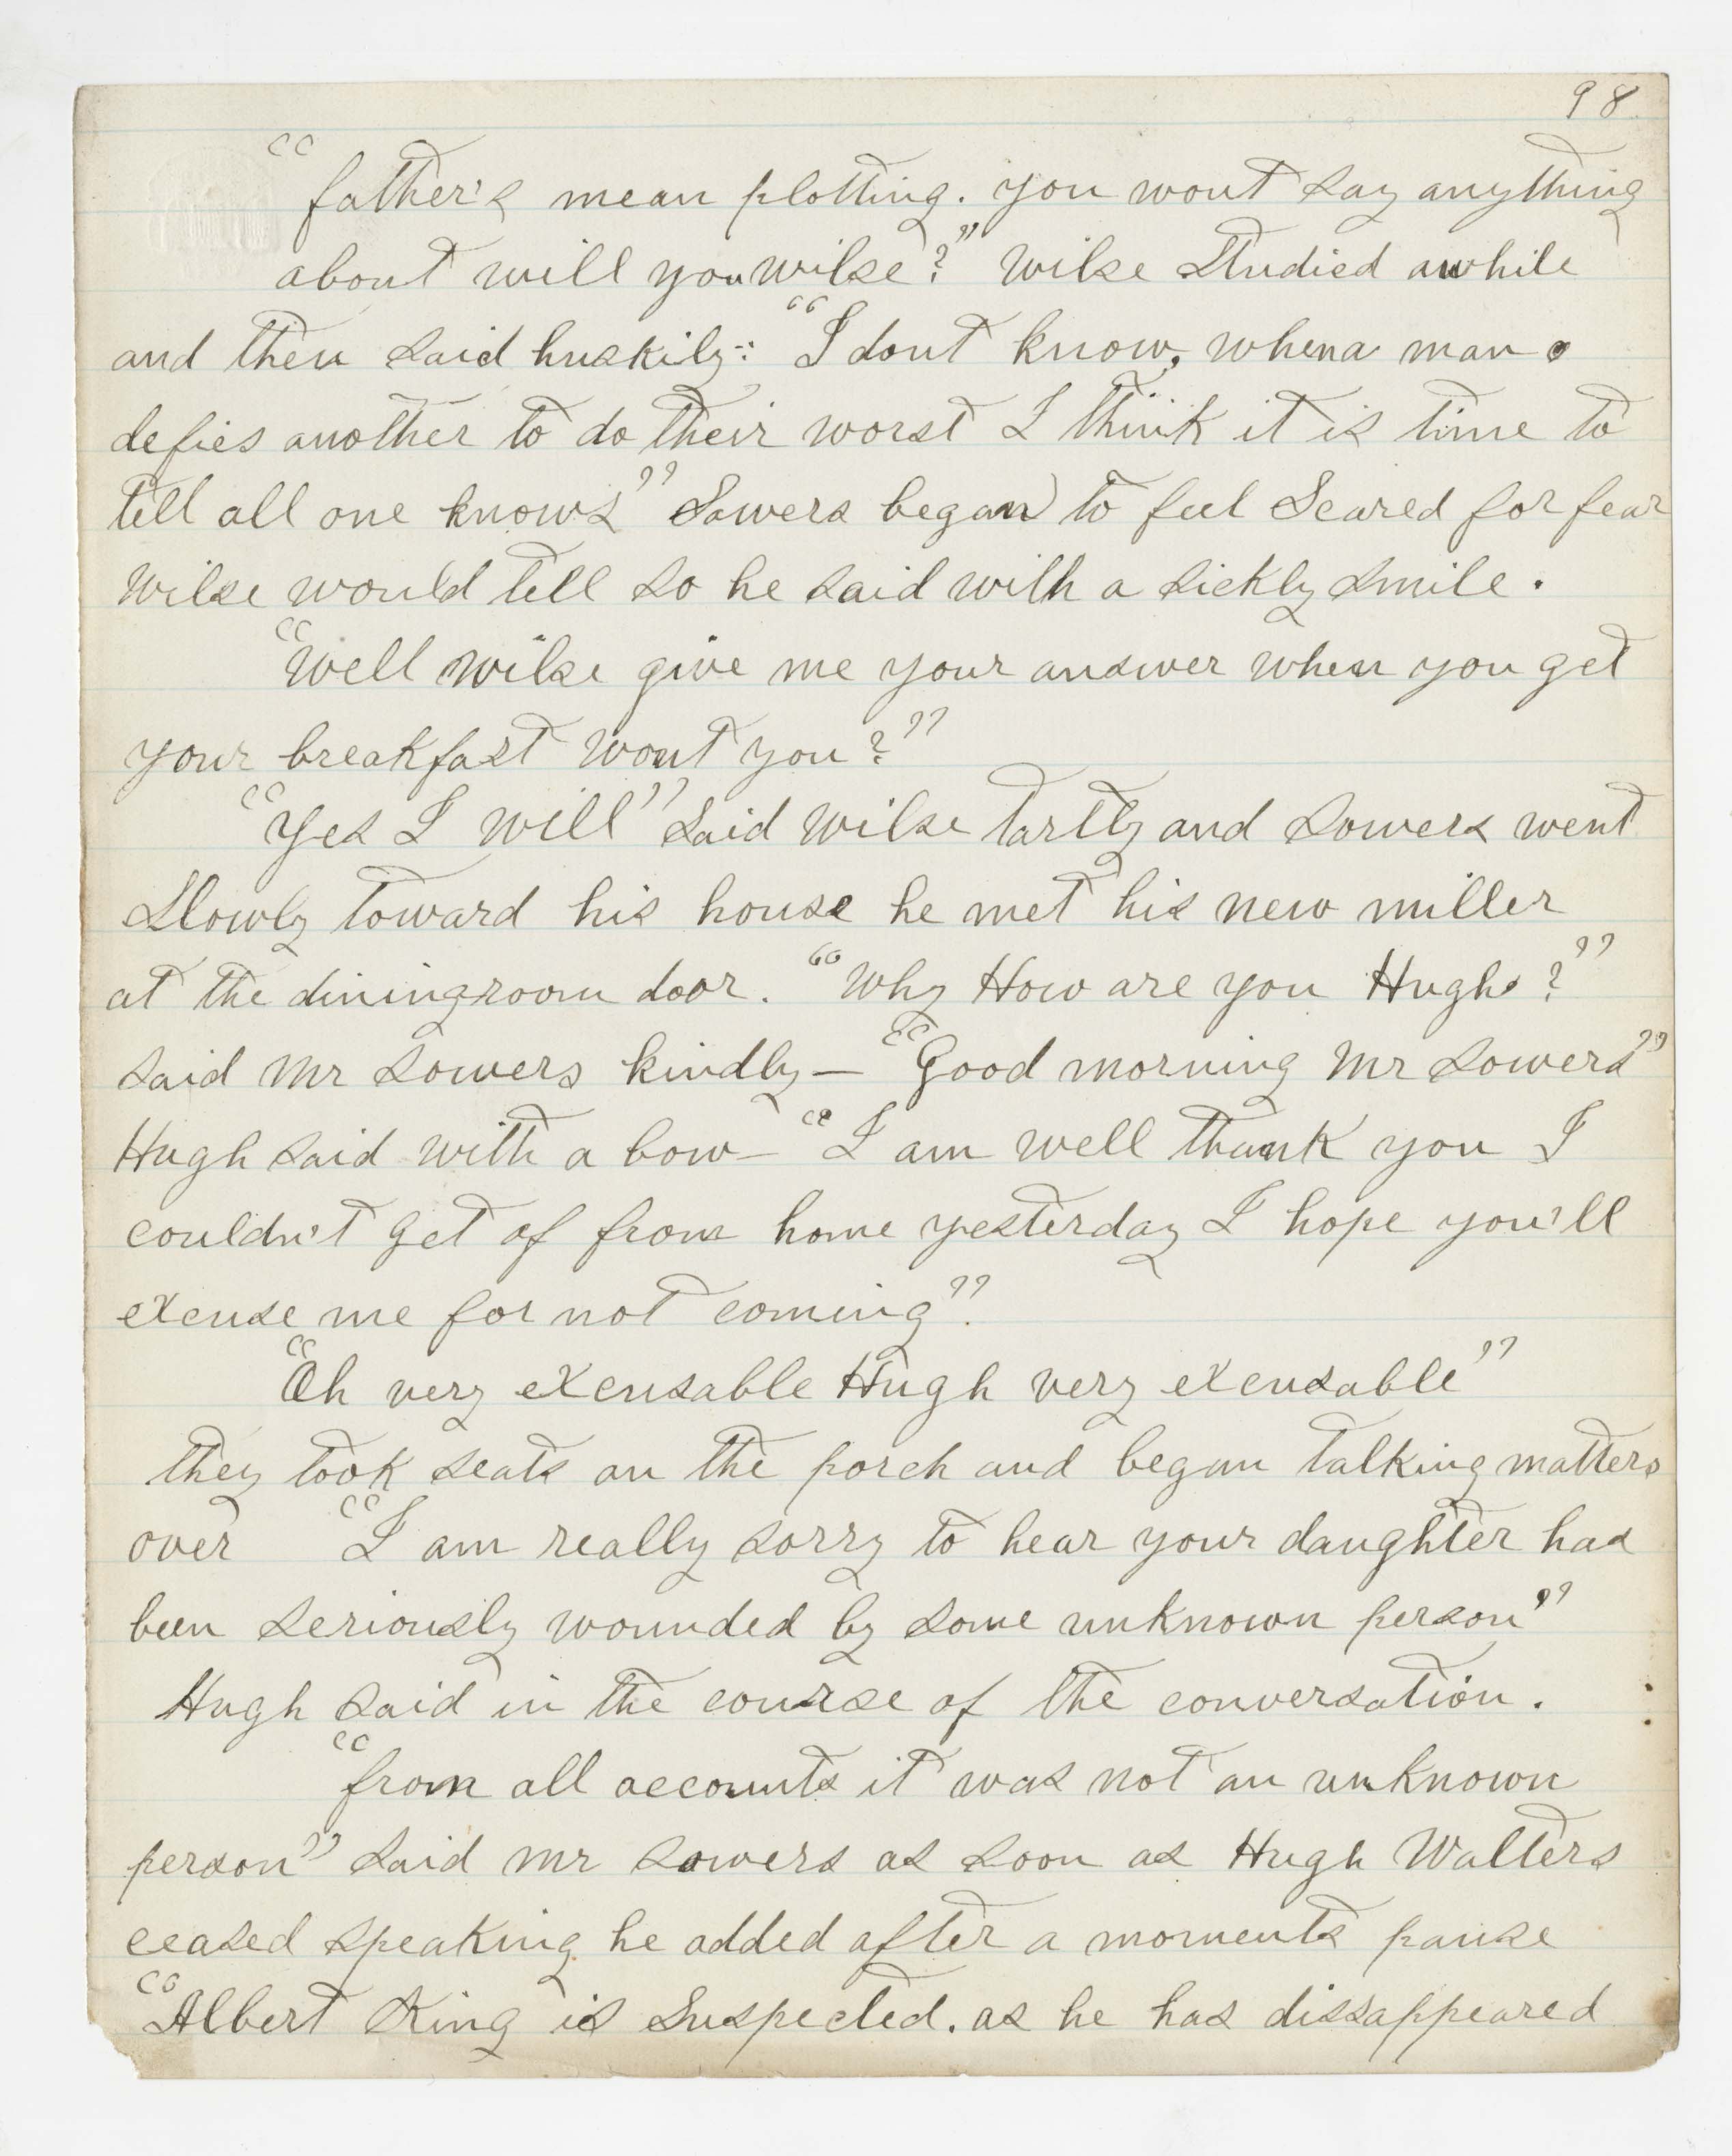 98
"father's mean plotting. you wont say anything
about will you wilse?" Wilse Studied awhile
and then said huskily: "I dont know, when a man
defies another to do their worst I think it is time to
tell all one knows" Sowers began to feel Scared for fear
Wilse would tell so he said with a sickly smile.
"Well Wilse give me your answer when you get
your breakfast wont you?"
"Yes I will" said Wilse tartly and Sowers went
Slowly toward his house he met his new miller
at the diningroom door. "Why How are you Hugh?"
said Mr Sowers kindly— "Good morning Mr Sowers"
Hugh said with a bow— "I am well thank you I
couldn't get of from home yesterday I hope you'll
excuse me for not coming".
"Oh very excusable Hugh very excusable"
they took seats on the porch and began talking matters
over "I am really sorry to hear your daughter has
been seriously wounded by some unknown person"
Hugh said in the course of the conversation.
"from all accounts it was not an unknown
person" said Mr Sowers as soon as Hugh Walters
ceased speaking he added after a moments pause
"Albert King is Suspected. as he has dissappeared